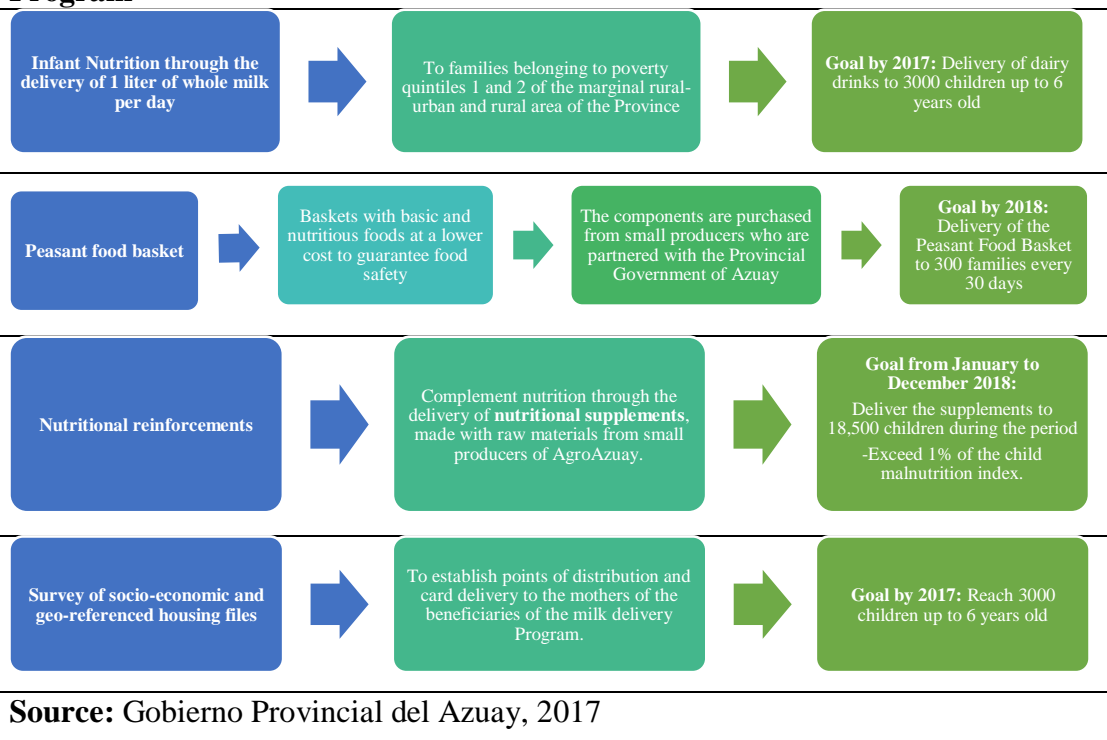 Program
Infant Nutrition through the
delivery of 1 liter of whole milk
per day
To families belonging to poverty
quintiles 1 and 2 of the marginal rural-
urban and rural area of the Province
Goal by 2017: Delivery of dairy
drinks to 3000 children up to 6
years old
Peasant food basket
Baskets with basic and
nutritious foods at a lower
cost to guarantee food
safety
The components are purchased
from small producers who are
partnered with the Provincial
Government of Azuay
Goal by 2018:
Delivery of the
Peasant Food Basket
to 300 families every
30 days
Nutritional reinforcements
Complement nutrition through the
delivery of nutritional supplements,
made with raw materials from small
producers of AgroAzuay.
Goal from January to
December 2018:
Deliver the supplements to
18,500 children during the period
-Exceed 1% of the child
malnutrition index.
Survey of socio-economic and
geo-referenced housing files
To establish points of distribution and
card delivery to the mothers of the
beneficiaries of the milk delivery
Program.
Goal by 2017: Reach 3000
children up to 6 years old
Source: Gobierno Provincial del Azuay, 2017